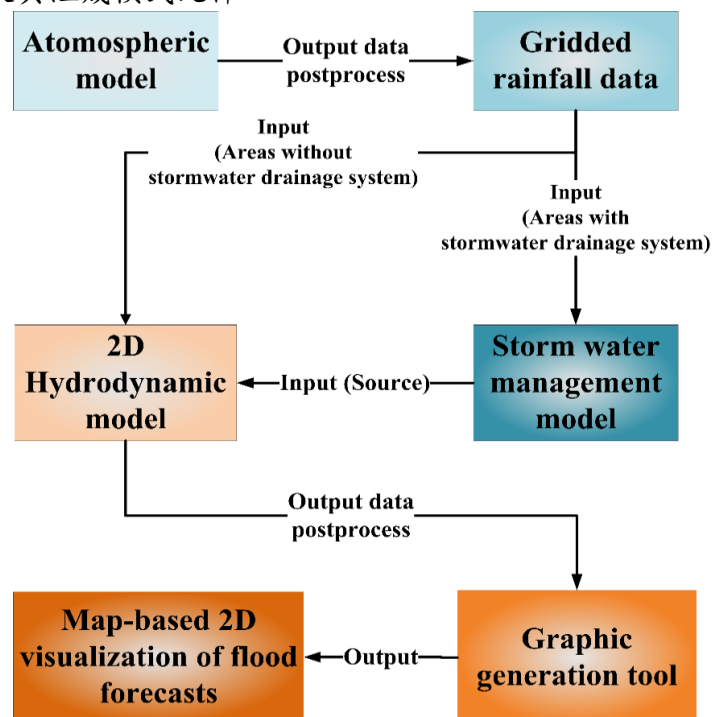 Atomospheric
model
Output data
postprocess
Gridded
rainfall data
Input
(Areas without
stormwater drainage system)
Input
(Areas with
stormwater drainage system)
2D
Hydrodynamic
model
Input (Source)
Storm water
management
model
Output data
postprocess
Map-based 2D
visualization of flood
forecasts
Output
Graphic
generation tool